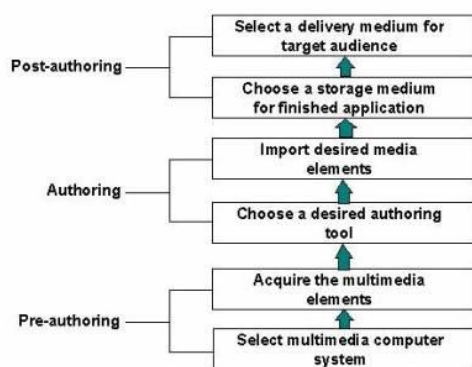 Select a delivery medium for
target audience
Post-authoring
Choose a storage medium
for finished application
Import desired media
elements
Authoring
Choose a desired authoring
tool
Acquire the multimedia
elements
Pre-authoring
Select multimedia computer
system